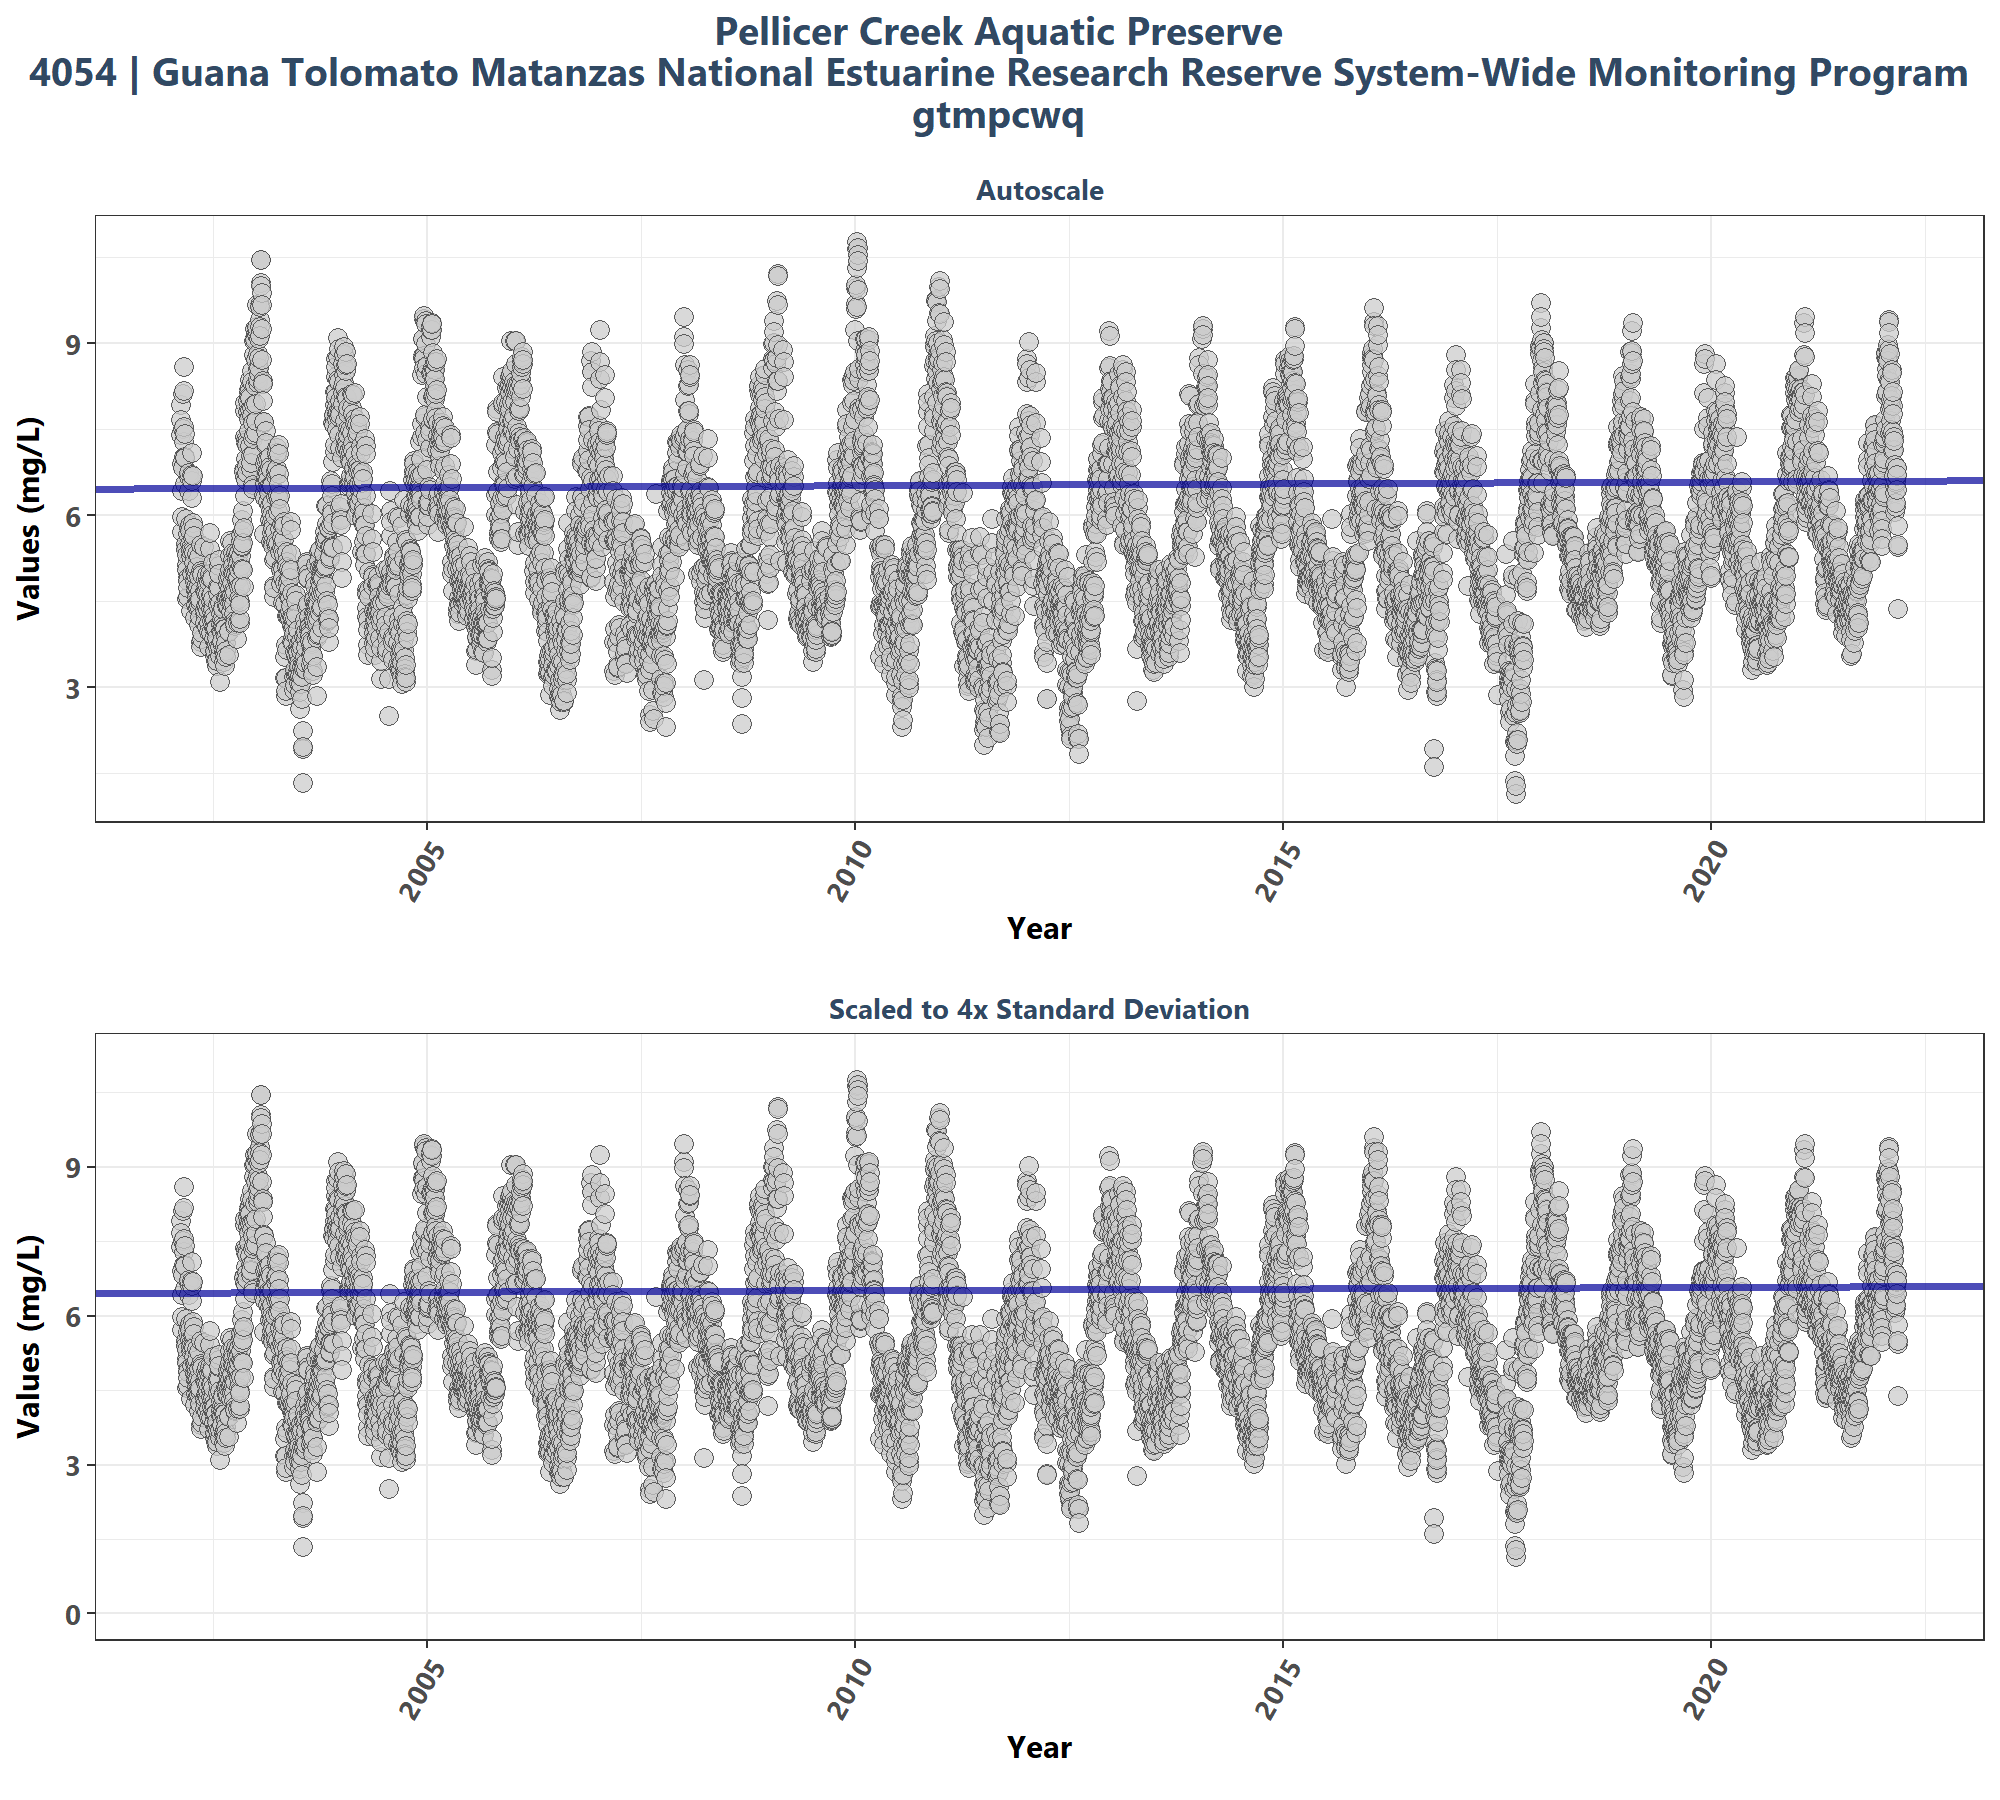 Pellicer Creek Aquatic Preserve
4054 | Guana Tolomato Matanzas National Estuarine Research Reserve System-Wide Monitoring Program
gtmpcwq
Autoscale
Values (mg/L)
9
6
3
2005
2010
2015
2020
Year
Scaled to 4x Standard Deviation
Values (mg/L)
9
6
3
0
2005
2010
2015
2020
Year